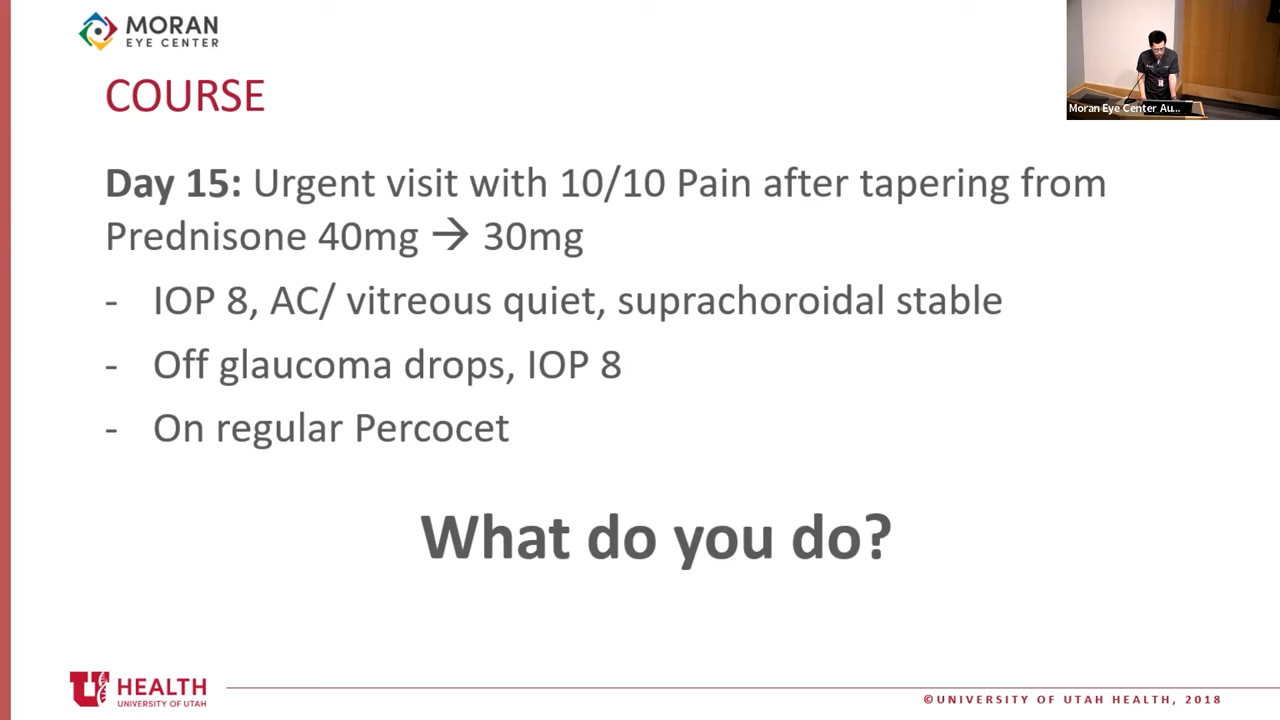 MORAN
EYE CENTER
Moran Eye Center Au...
COURSE
Day 15: Urgent visit with 10/10 Pain after tapering from
Prednisone 40mg → 30mg
- IOP 8, AC/ vitreous quiet, suprachoroidal stable
- Off glaucoma drops, IOP 8
- On regular Percocet
What do you do?
U HEALTH
UNIVERSITY OF UTAH
©UNIVERSITY OF UTAH HEALTH, 2018